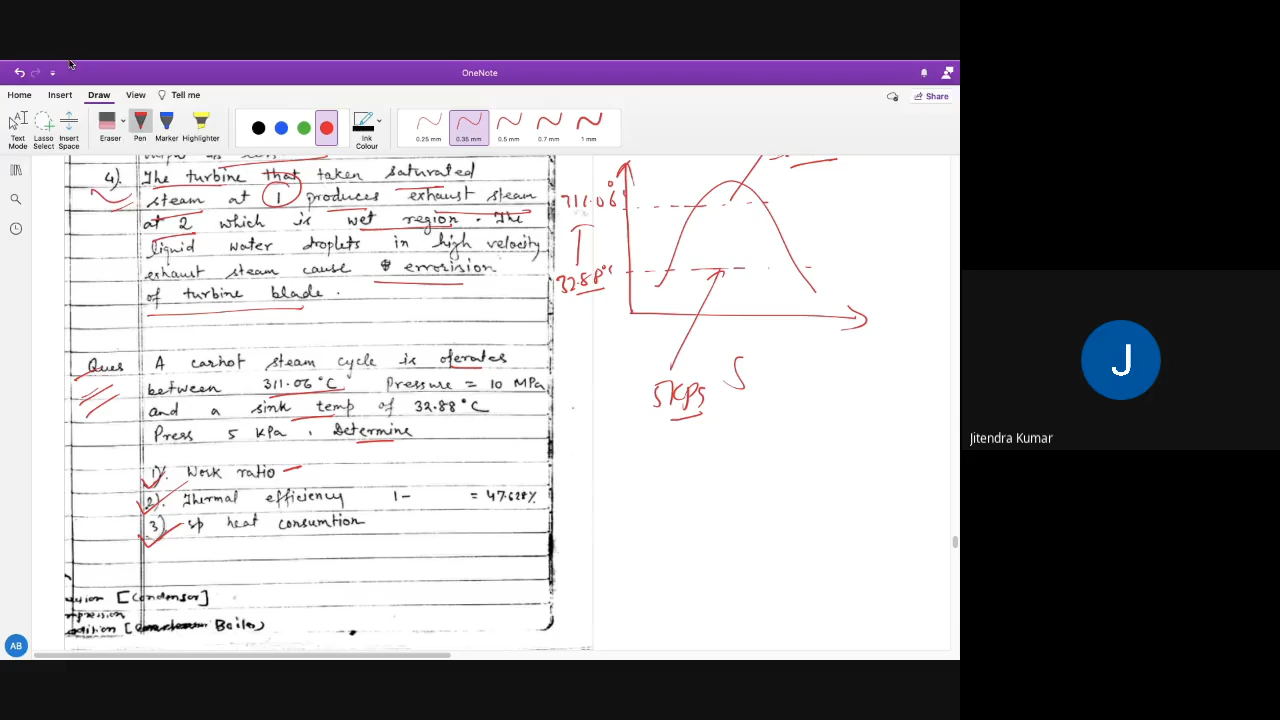 OneNote
Home Insert Draw View Tell me
Share
Text Mode
Lasso Select
Insert Space
Eraser
Pen
Marker
Highlighter
Ink Colour
0.25 mm
0.35 mm
0.5 mm
0.7 mm
1 mm
4). The turbine that taken saturated
steam at 1 produces exhaust steam
at 2 which is wet region. The
liquid water droplets in high velocity
exhaust steam cause errorision
of turbine blade.
Ques A carnot steam cycle is operates
between 311.06°C Pressure = 10 MPa
and a sink temp of 32.88°C
Press 5 kPa. Determine
1). Work ratio
2). Thermal efficiency 1- = 47.628%
3) sp heat consumtion
[Condensor]
Boiler)
311.06°
32.88°C
5 kPa
S
AB
J
Jitendra Kumar